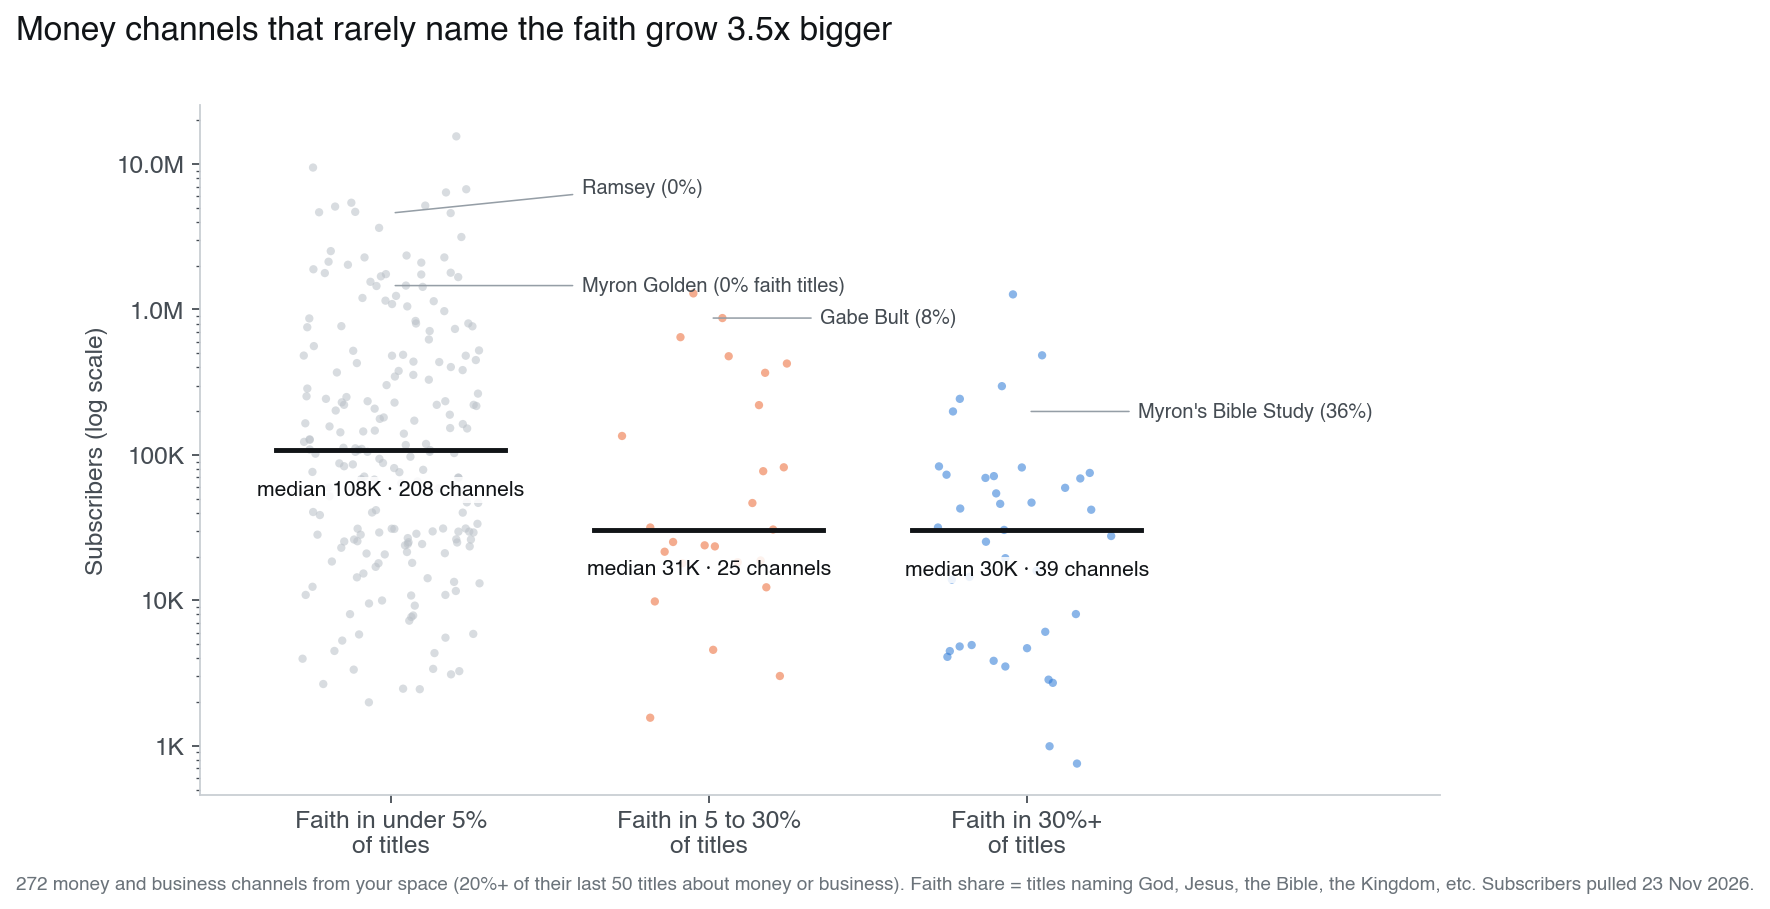 Money channels that rarely name the faith grow 3.5x bigger
Subscribers (log scale)
10.0M
1.0M
100K
10K
1K
Ramsey (0%)
Myron Golden (0% faith titles)
Gabe Bult (8%)
Myron's Bible Study (36%)
median 108K · 208 channels
median 31K · 25 channels
median 30K · 39 channels
Faith in under 5%
of titles
Faith in 5 to 30%
of titles
Faith in 30%+
of titles
272 money and business channels from your space (20%+ of their last 50 titles about money or business). Faith share = titles naming God, Jesus, the Bible, the Kingdom, etc. Subscribers pulled 23 Nov 2026.